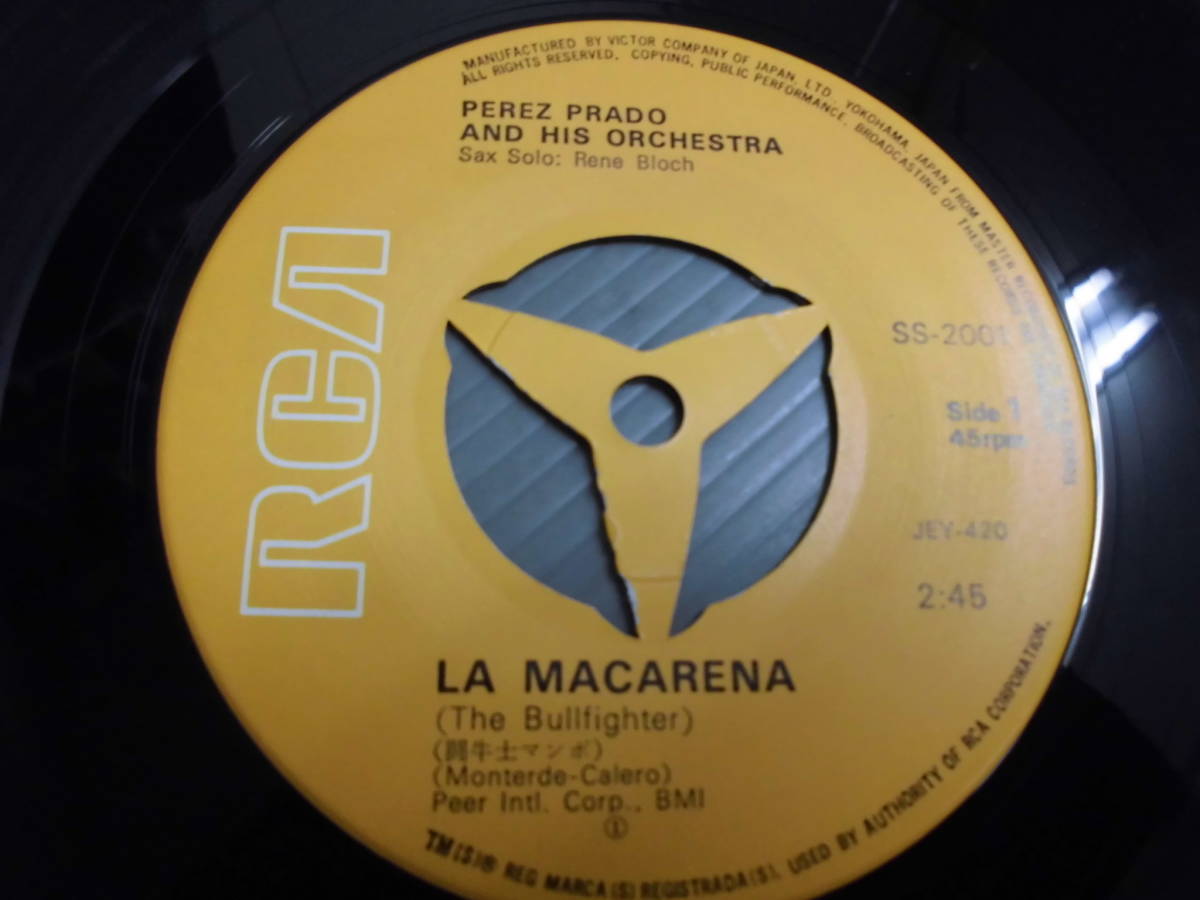 MANUFACTURED BY VICTOR COMPANY OF JAPAN, LTD., YOKOHAMA, JAPAN FROM MASTER
ALL RIGHTS RESERVED. COPYING, PUBLIC PERFORMANCE, BROADCASTING OF THESE RECORDS
PEREZ PRADO
AND HIS ORCHESTRA
Sax Solo: Rene Bloch
RCA
SS-2001
Side 1
45rpm
JEY-420
2:45
LA MACARENA
(The Bullfighter)
(闘牛士マンボ)
(Monterde-Calero)
Peer Intl. Corp., BMI
①
TM(S)® REG MARCA(S) REGISTRADA(S). USED BY AUTHORITY OF RCA CORPORATION.